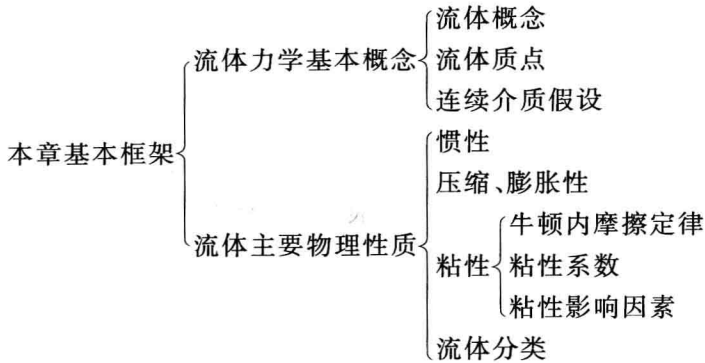 本章基本框架
流体力学基本概念
流体概念
流体质点
连续介质假设
流体主要物理性质
惯性
压缩、膨胀性
粘性
牛顿内摩擦定律
粘性系数
粘性影响因素
流体分类